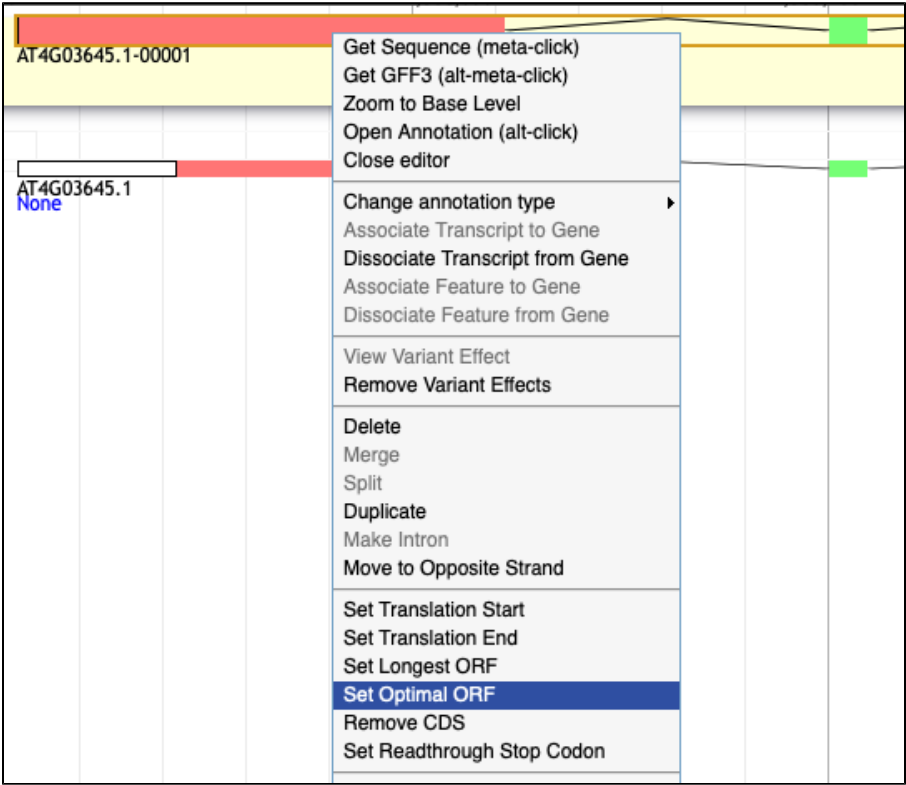 AT4G03645.1-00001
AT4G03645.1
None
Get Sequence (meta-click)
Get GFF3 (alt-meta-click)
Zoom to Base Level
Open Annotation (alt-click)
Close editor
Change annotation type
Associate Transcript to Gene
Dissociate Transcript from Gene
Associate Feature to Gene
Dissociate Feature from Gene
View Variant Effect
Remove Variant Effects
Delete
Merge
Split
Duplicate
Make Intron
Move to Opposite Strand
Set Translation Start
Set Translation End
Set Longest ORF
Set Optimal ORF
Remove CDS
Set Readthrough Stop Codon